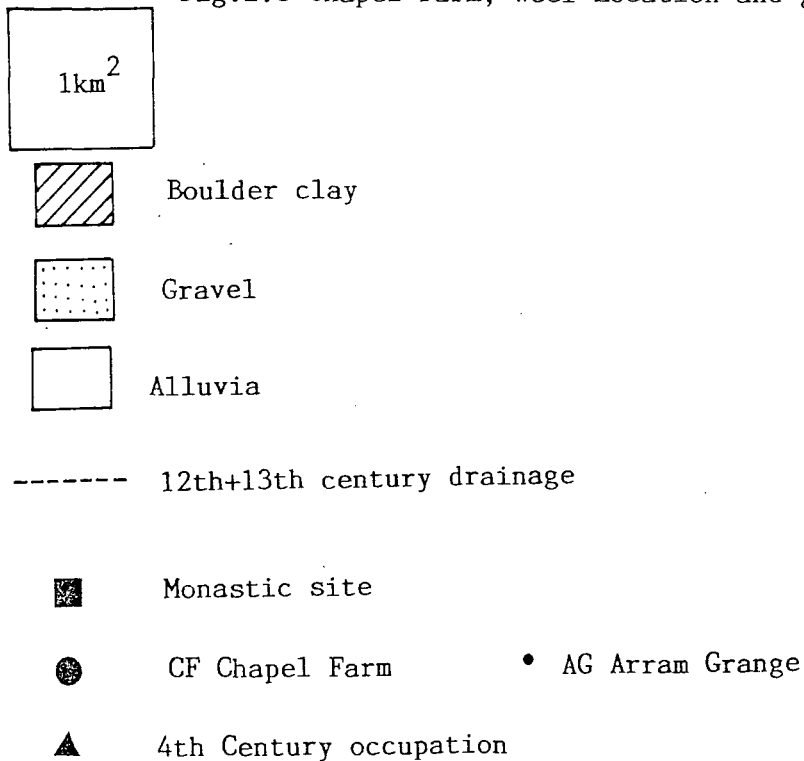 1km²
Boulder clay
Gravel
Alluvia
12th+13th century drainage
Monastic site
CF Chapel Farm • AG Arram Grange
4th Century occupation